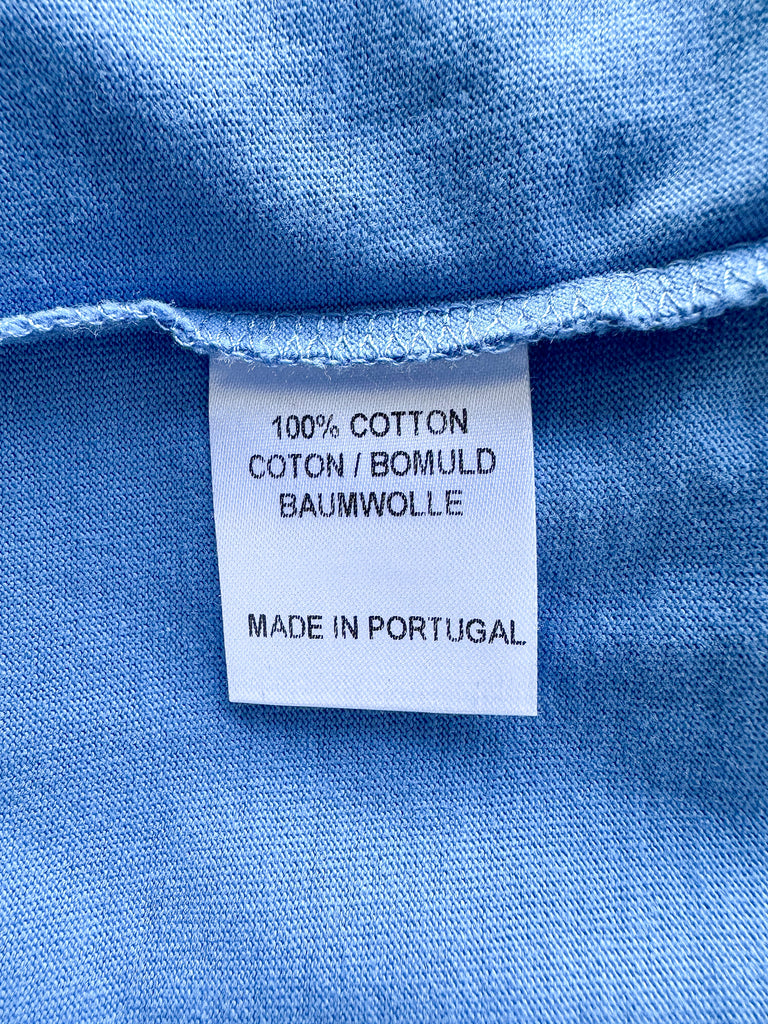 100% COTTON
COTON / BOMULD
BAUMWOLLE
MADE IN PORTUGAL